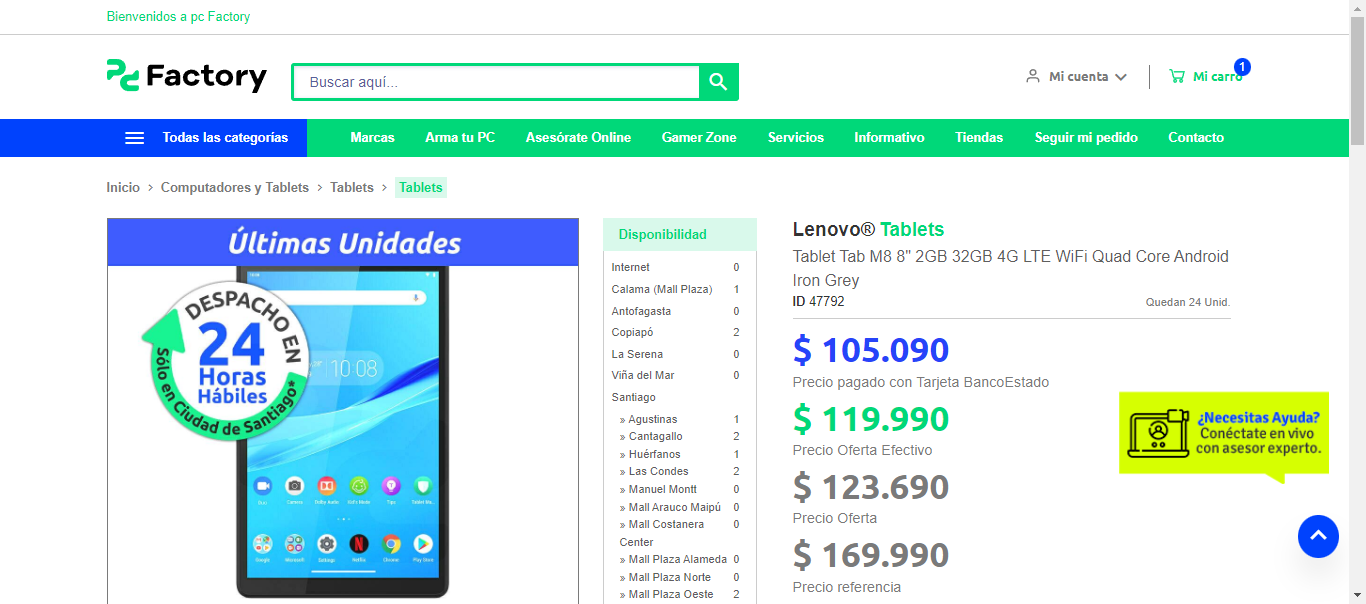 Bienvenidos a pc Factory
Factory
Buscar aquí...
Mi cuenta
Mi carro
1
Todas las categorías
Marcas
Arma tu PC
Asesórate Online
Gamer Zone
Servicios
Informativo
Tiendas
Seguir mi pedido
Contacto
Inicio > Computadores y Tablets > Tablets > Tablets
Últimas Unidades
DESPACHO EN
24
Horas
Hábiles
Sólo en Ciudad de Santiago*
10:08
Disponibilidad
Internet 0
Calama (Mall Plaza) 1
Antofagasta 0
Copiapó 2
La Serena 0
Viña del Mar 0
Santiago
» Agustinas 1
» Cantagallo 2
» Huérfanos 1
» Las Condes 2
» Manuel Montt 0
» Mall Arauco Maipú 0
» Mall Costanera 0
Center
» Mall Plaza Alameda 0
» Mall Plaza Norte 0
» Mall Plaza Oeste 2
Lenovo® Tablets
Tablet Tab M8 8" 2GB 32GB 4G LTE WiFi Quad Core Android
Iron Grey
ID 47792
Quedan 24 Unid.
$ 105.090
Precio pagado con Tarjeta BancoEstado
$ 119.990
Precio Oferta Efectivo
$ 123.690
Precio Oferta
$ 169.990
Precio referencia
¿Necesitas Ayuda?
Conéctate en vivo
con asesor experto.